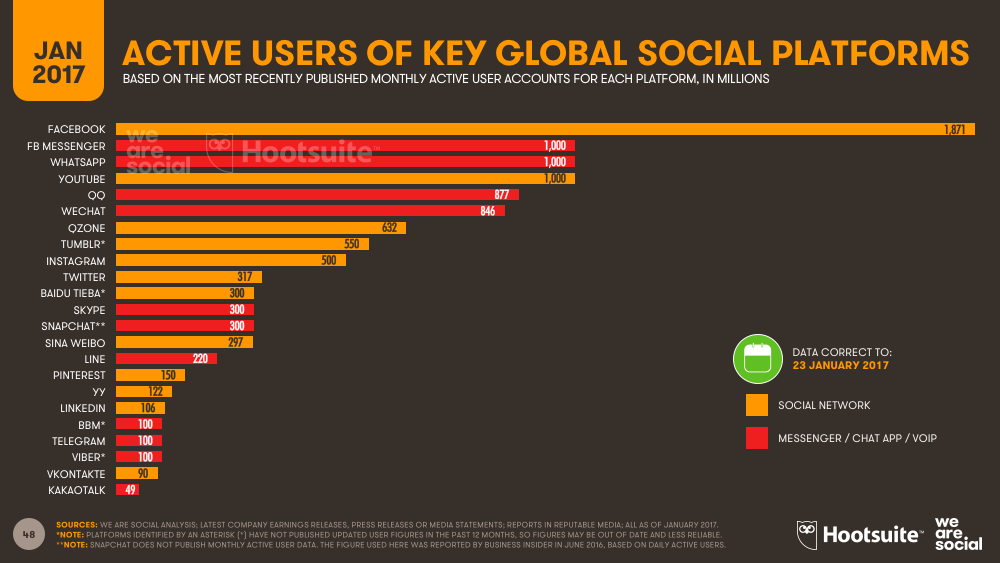 JAN
2017
ACTIVE USERS OF KEY GLOBAL SOCIAL PLATFORMS
BASED ON THE MOST RECENTLY PUBLISHED MONTHLY ACTIVE USER ACCOUNTS FOR EACH PLATFORM, IN MILLIONS
FACEBOOK 1,871
FB MESSENGER 1,000
WHATSAPP 1,000
YOUTUBE 1,000
QQ 877
WECHAT 846
QZONE 632
TUMBLR* 550
INSTAGRAM 500
TWITTER 317
BAIDU TIEBA* 300
SKYPE 300
SNAPCHAT** 300
SINA WEIBO 297
LINE 220
PINTEREST 150
YY 122
LINKEDIN 106
BBM* 100
TELEGRAM 100
VIBER* 100
VKONTAKTE 90
KAKAOTALK 49
we
are
social
Hootsuite™
DATA CORRECT TO:
23 JANUARY 2017
SOCIAL NETWORK
MESSENGER / CHAT APP / VOIP
48
SOURCES: WE ARE SOCIAL ANALYSIS; LATEST COMPANY EARNINGS RELEASES, PRESS RELEASES OR MEDIA STATEMENTS; REPORTS IN REPUTABLE MEDIA; ALL AS OF JANUARY 2017.
*NOTE: PLATFORMS IDENTIFIED BY AN ASTERISK (*) HAVE NOT PUBLISHED UPDATED USER FIGURES IN THE PAST 12 MONTHS, SO FIGURES MAY BE OUT OF DATE AND LESS RELIABLE.
**NOTE: SNAPCHAT DOES NOT PUBLISH MONTHLY ACTIVE USER DATA. THE FIGURE USED HERE WAS REPORTED BY BUSINESS INSIDER IN JUNE 2016, BASED ON DAILY ACTIVE USERS.
Hootsuite™
we
are
social